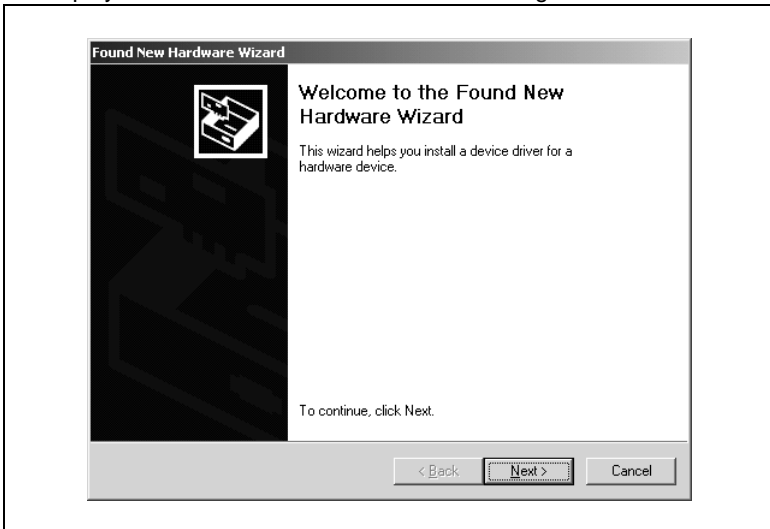 Found New Hardware Wizard
Welcome to the Found New
Hardware Wizard
This wizard helps you install a device driver for a
hardware device.
To continue, click Next.
< Back
Next >
Cancel